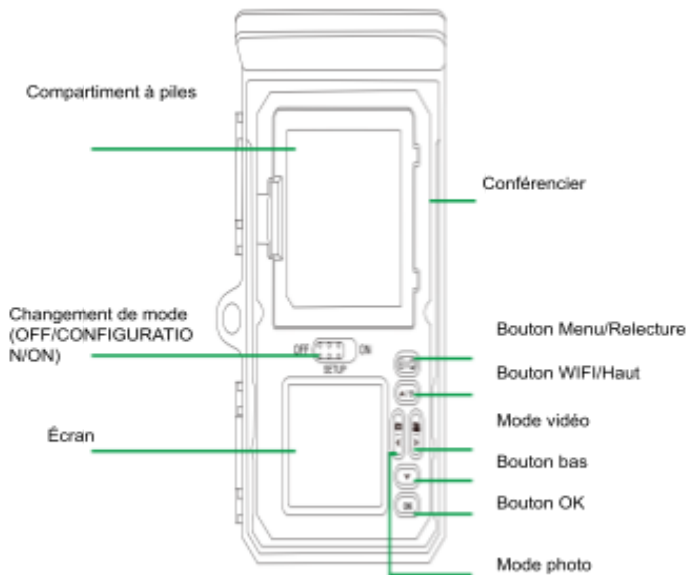 Compartiment à piles
Conférencier
Changement de mode
(OFF/CONFIGURATIO
N/ON)
OFF
ON
SETUP
Bouton Menu/Relecture
Bouton WIFI/Haut
Mode vidéo
Écran
Bouton bas
OK
Bouton OK
Mode photo